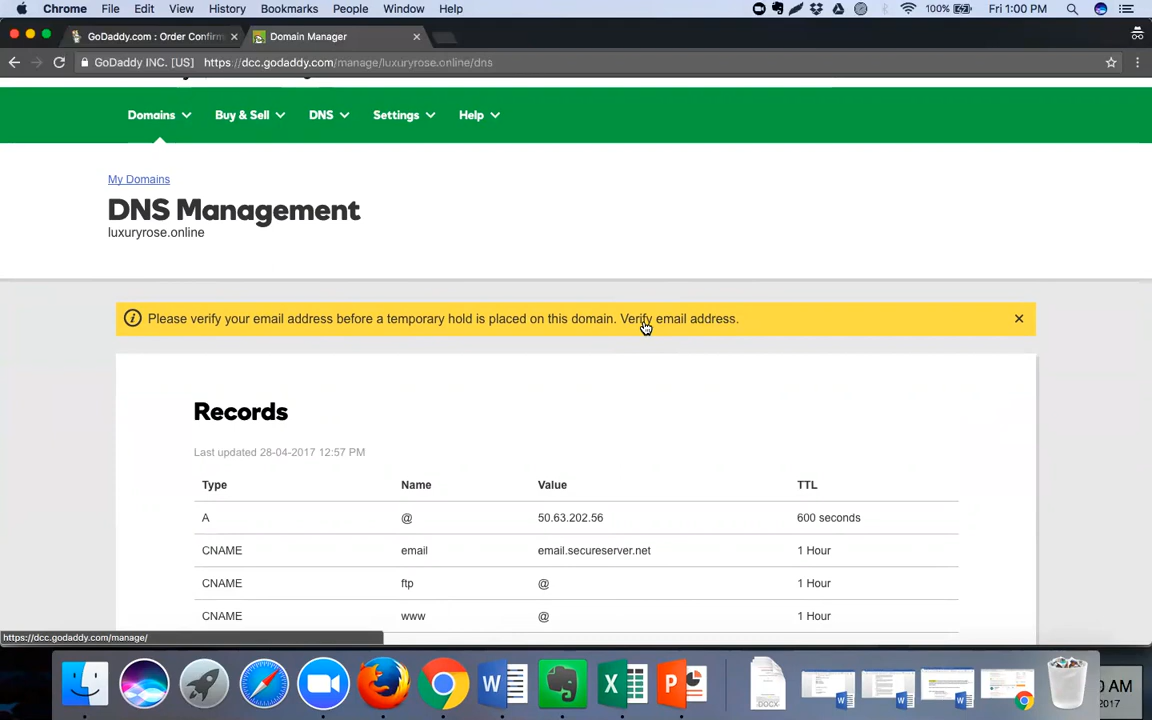 Chrome File Edit View History Bookmarks People Window Help 100% Fri 1:00 PM
GoDaddy.com : Order Confirm Domain Manager
GoDaddy INC. [US] https://dcc.godaddy.com/manage/luxuryrose.online/dns
Domains Buy & Sell DNS Settings Help
My Domains
DNS Management
luxuryrose.online
Please verify your email address before a temporary hold is placed on this domain. Verify email address.
Records
Last updated 28-04-2017 12:57 PM
Type Name Value TTL
A @ 50.63.202.56 600 seconds
CNAME email email.secureserver.net 1 Hour
CNAME ftp @ 1 Hour
CNAME www @ 1 Hour
https://dcc.godaddy.com/manage/
W X P DOCX
0 AM
2017